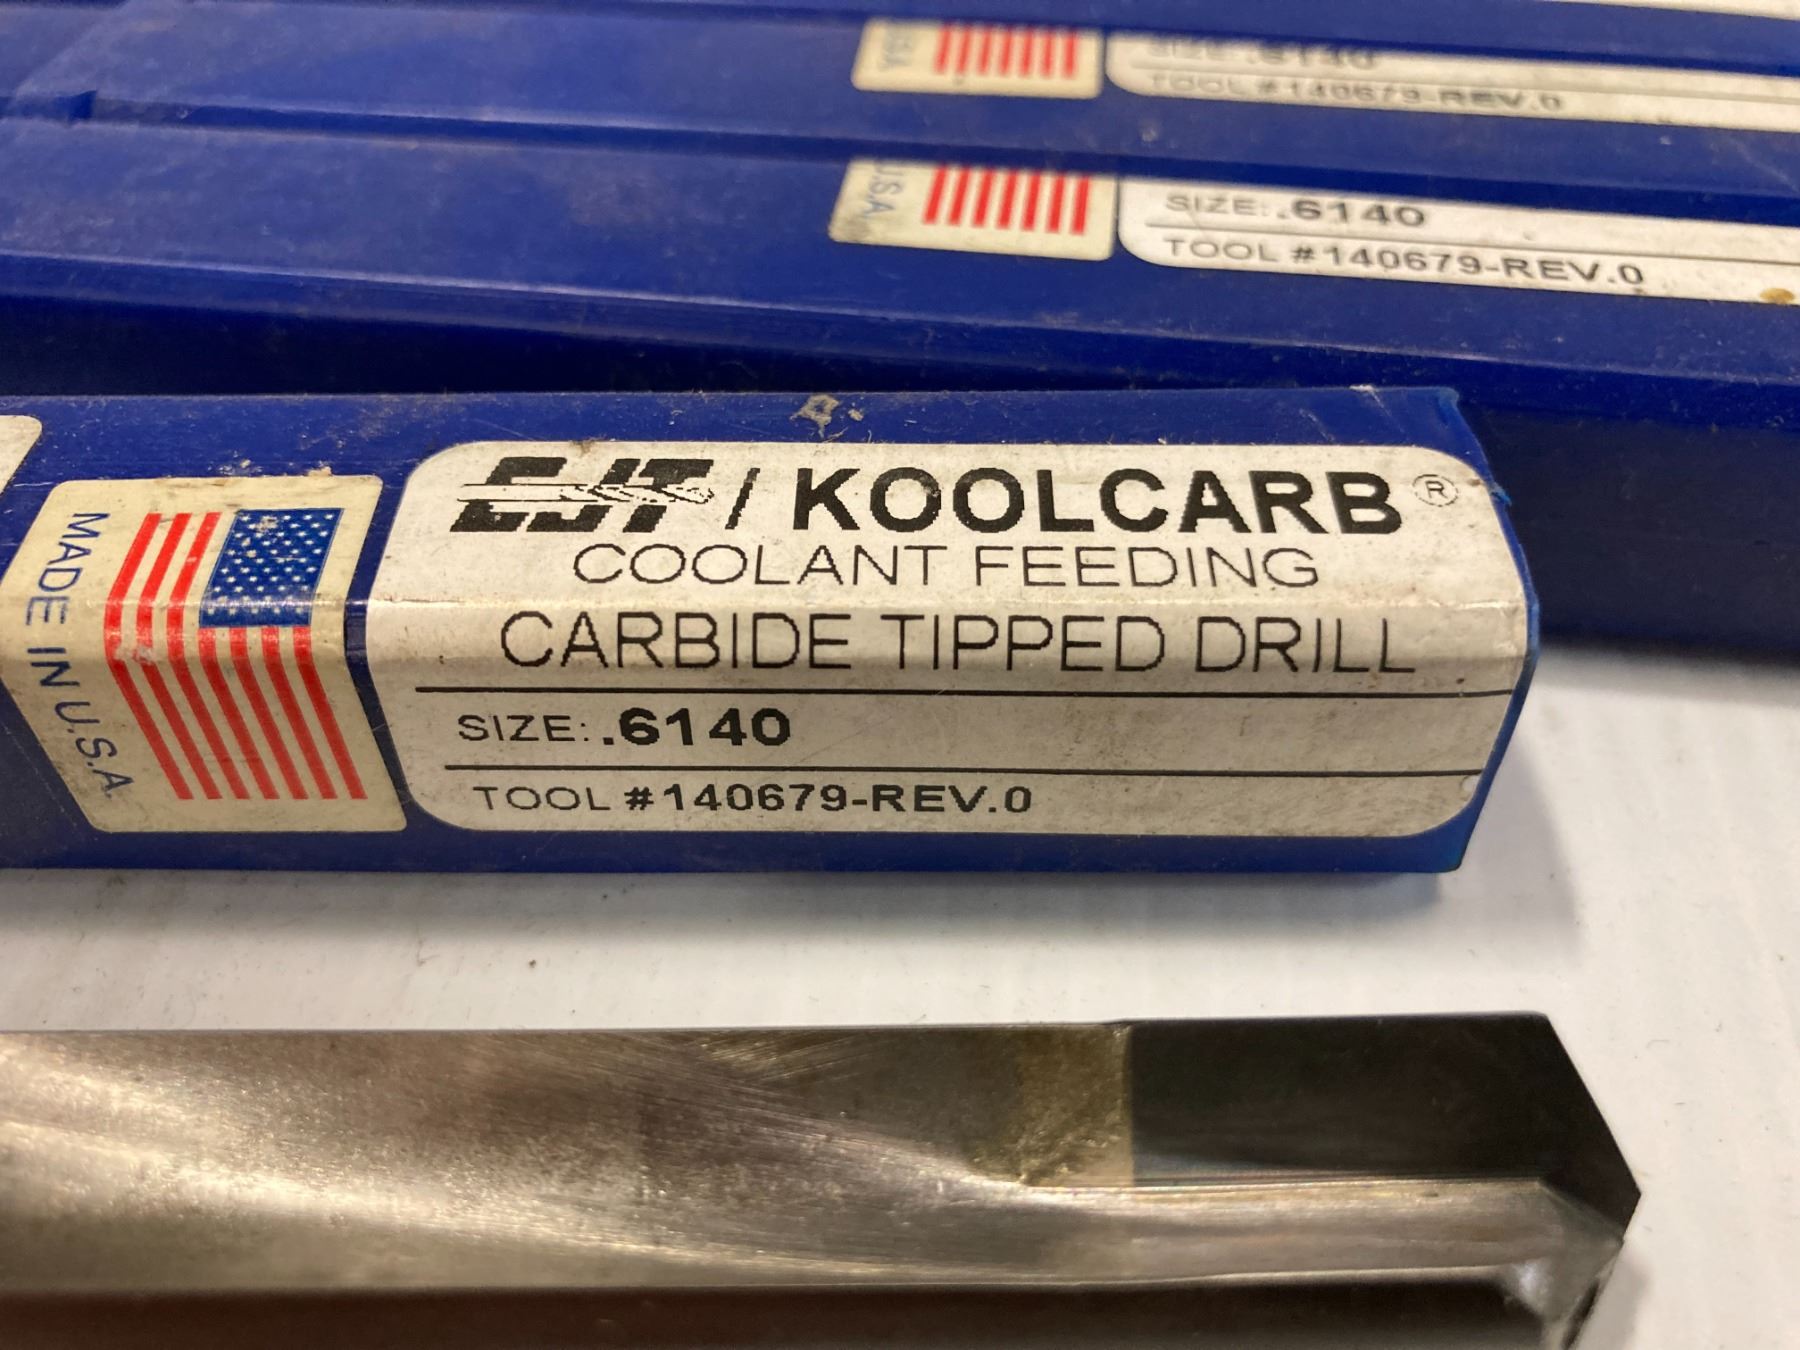 U.S.A.
SIZE: .6140
TOOL #140679-REV.0
U.S.A.
SIZE: .6140
TOOL #140679-REV.0
MADE IN U.S.A.
CJT / KOOLCARB®
COOLANT FEEDING
CARBIDE TIPPED DRILL
SIZE: .6140
TOOL #140679-REV.0